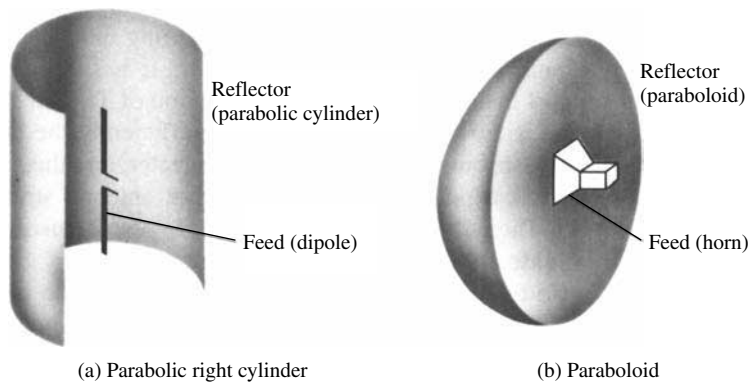 Reflector
(parabolic cylinder)
Feed (dipole)
(a) Parabolic right cylinder
Reflector
(paraboloid)
Feed (horn)
(b) Paraboloid